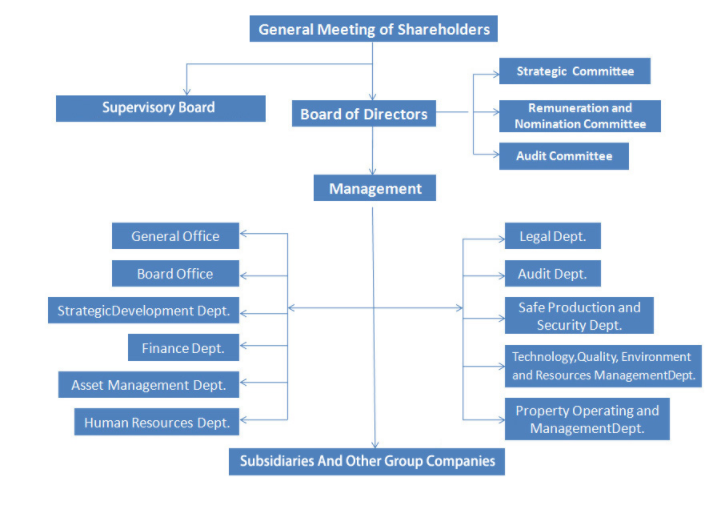 General Meeting of Shareholders
Strategic Committee
Supervisory Board
Board of Directors
Remuneration and
Nomination Committee
Audit Committee
Management
General Office
Legal Dept.
Board Office
Audit Dept.
StrategicDevelopment Dept.
Safe Production and
Security Dept.
Finance Dept.
Technology,Quality, Environment
and Resources ManagementDept.
Asset Management Dept.
Human Resources Dept.
Property Operating and
ManagementDept.
Subsidiaries And Other Group Companies